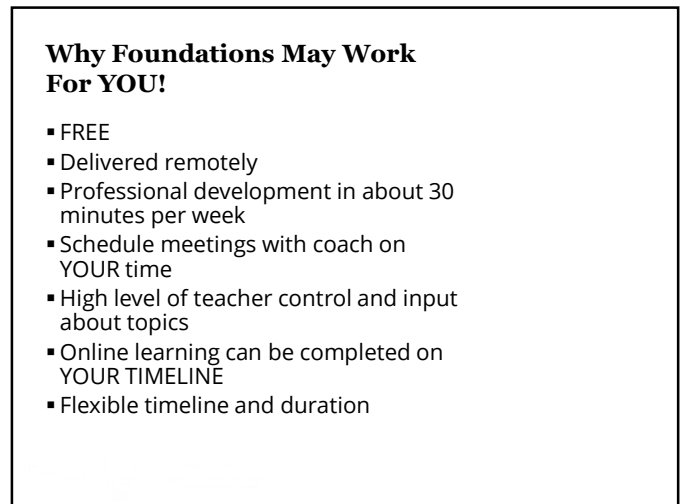 Why Foundations May Work
For YOU!
▪ FREE
▪ Delivered remotely
▪ Professional development in about 30
minutes per week
▪ Schedule meetings with coach on
YOUR time
▪ High level of teacher control and input
about topics
▪ Online learning can be completed on
YOUR TIMELINE
▪ Flexible timeline and duration